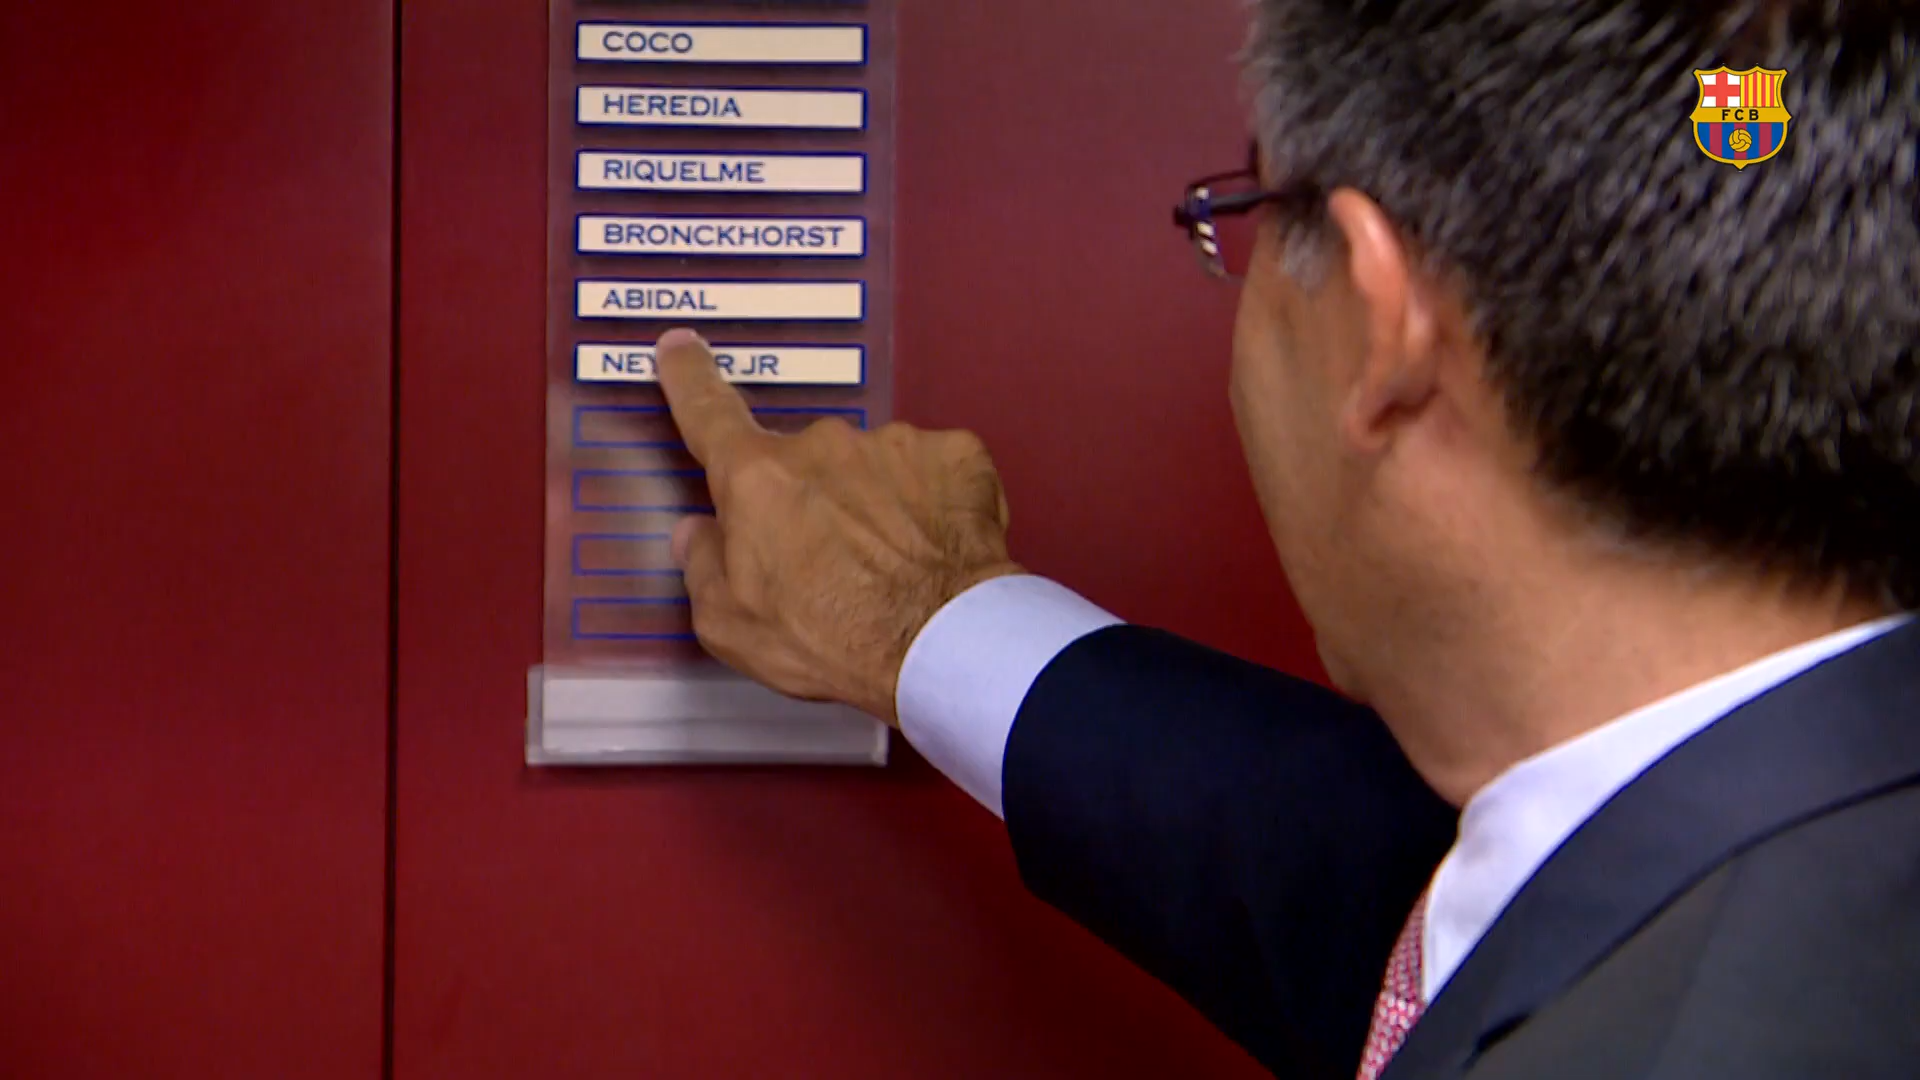 COCO
FCB
HEREDIA
RIQUELME
BRONCKHORST
ABIDAL
JR